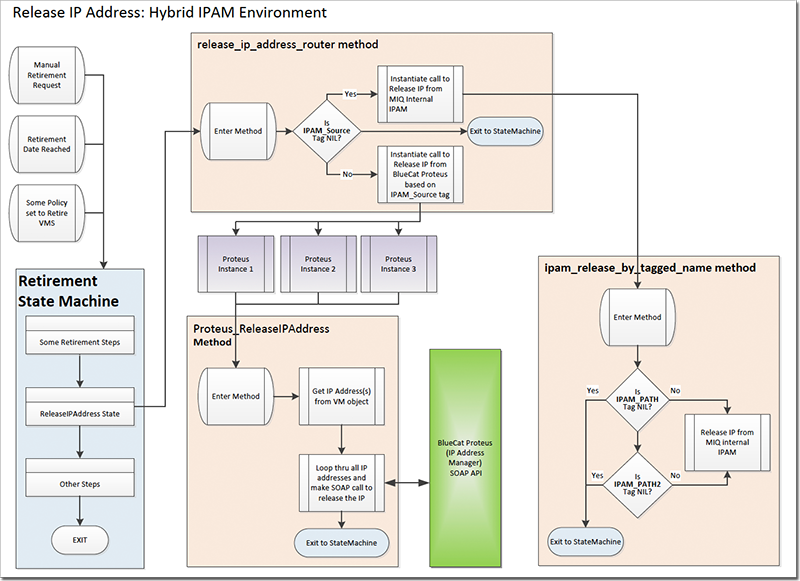 Release IP Address: Hybrid IPAM Environment
Manual
Retirement
Request
Retirement
Date Reached
Some Policy
set to Retire
VMS
Retirement
State Machine
Some Retirement Steps
ReleaseIPAddress State
Other Steps
EXIT
release_ip_address_router method
Enter Method
Is
IPAM_Source
Tag NIL?
Yes
Instantiate call to
Release IP from
MIQ Internal
IPAM
Exit to StateMachine
No
Instantiate call to
Release IP from
BlueCat Proteus
based on
IPAM_Source tag
Proteus
Instance 1
Proteus
Instance 2
Proteus
Instance 3
Proteus_ReleaseIPAddress
Method
Enter Method
Get IP Address(s)
from VM object
Loop thru all IP
addresses and
make SOAP call to
release the IP
Exit to StateMachine
BlueCat Proteus
(IP Address
Manager)
SOAP API
ipam_release_by_tagged_name method
Enter Method
Is
IPAM_PATH
Tag NIL?
Yes
No
Release IP from
MIQ internal
IPAM
Is
IPAM_PATH2
Tag NIL?
Yes
No
Exit to StateMachine